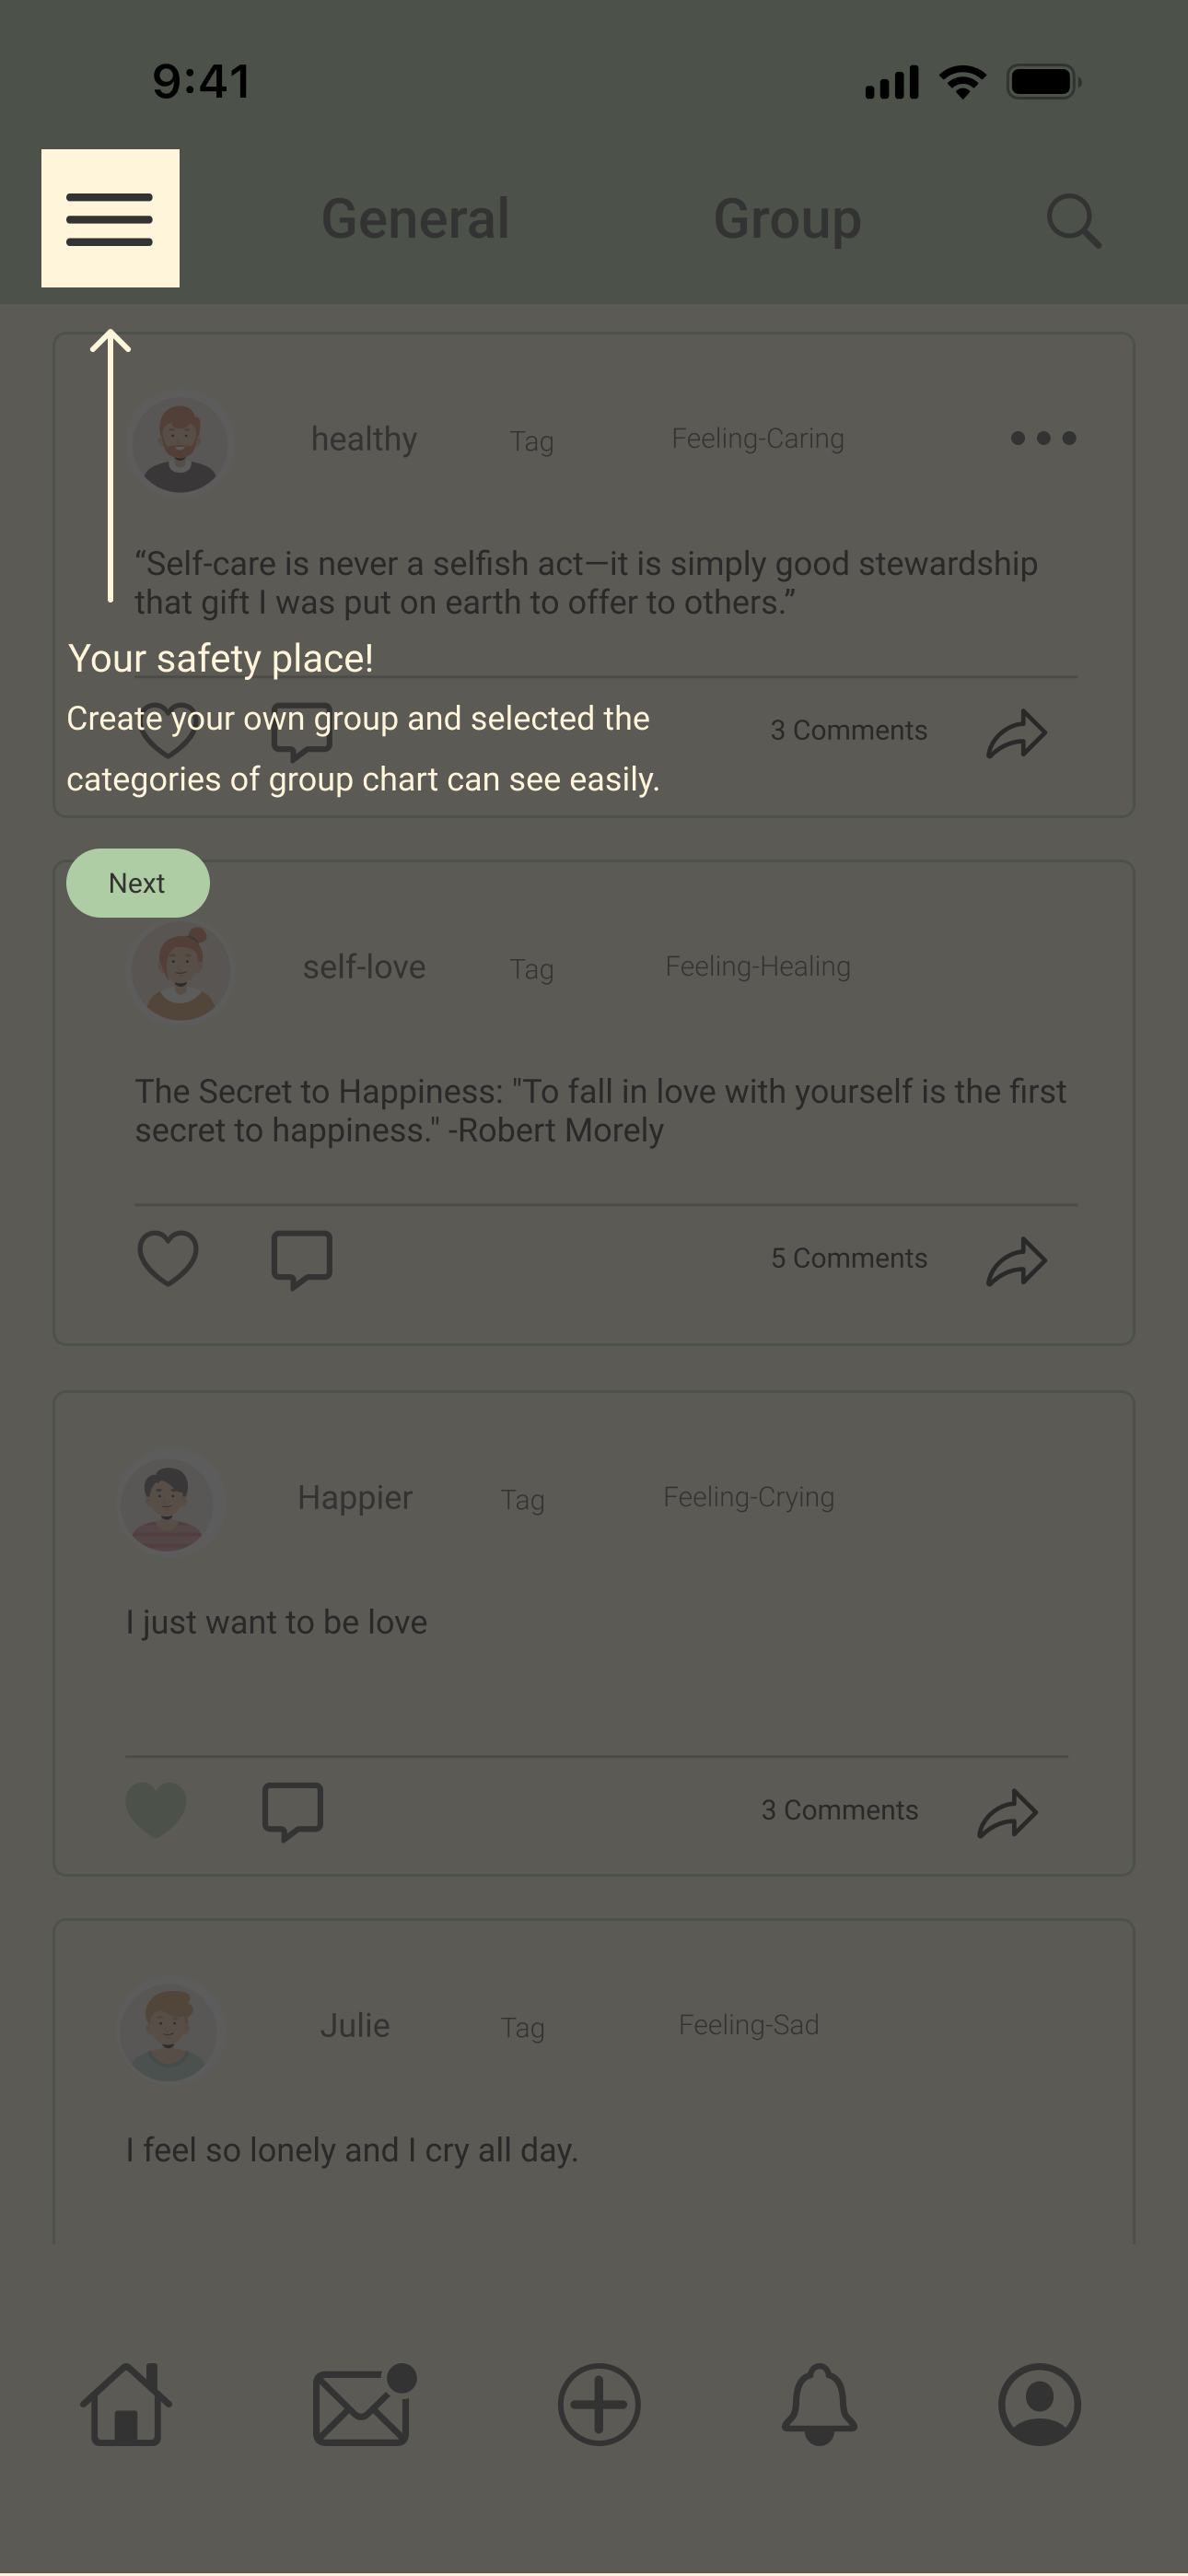 9:41
General
Group
healthy
Tag
Feeling-Caring
“Self-care is never a selfish act—it is simply good stewardship
that gift I was put on earth to offer to others.”
Your safety place!
Create your own group and selected the
categories of group chart can see easily.
3 Comments
Next
self-love
Tag
Feeling-Healing
The Secret to Happiness: "To fall in love with yourself is the first
secret to happiness." -Robert Morely
5 Comments
Happier
Tag
Feeling-Crying
I just want to be love
3 Comments
Julie
Tag
Feeling-Sad
I feel so lonely and I cry all day.